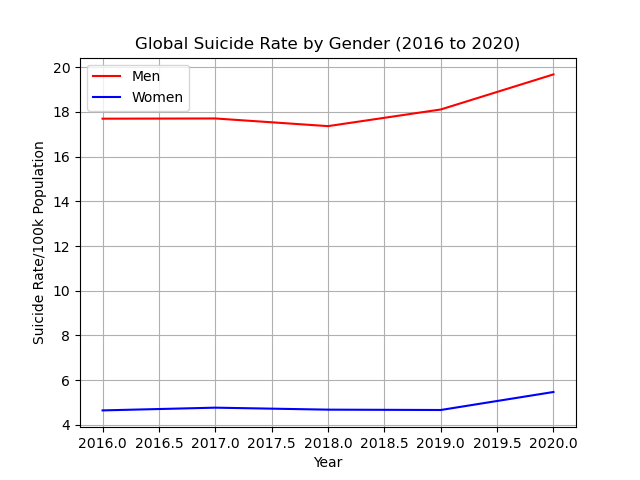 Global Suicide Rate by Gender (2016 to 2020)
Men
Women
Suicide Rate/100k Population
20
18
16
14
12
10
8
6
4
2016.0 2016.5 2017.0 2017.5 2018.0 2018.5 2019.0 2019.5 2020.0
Year